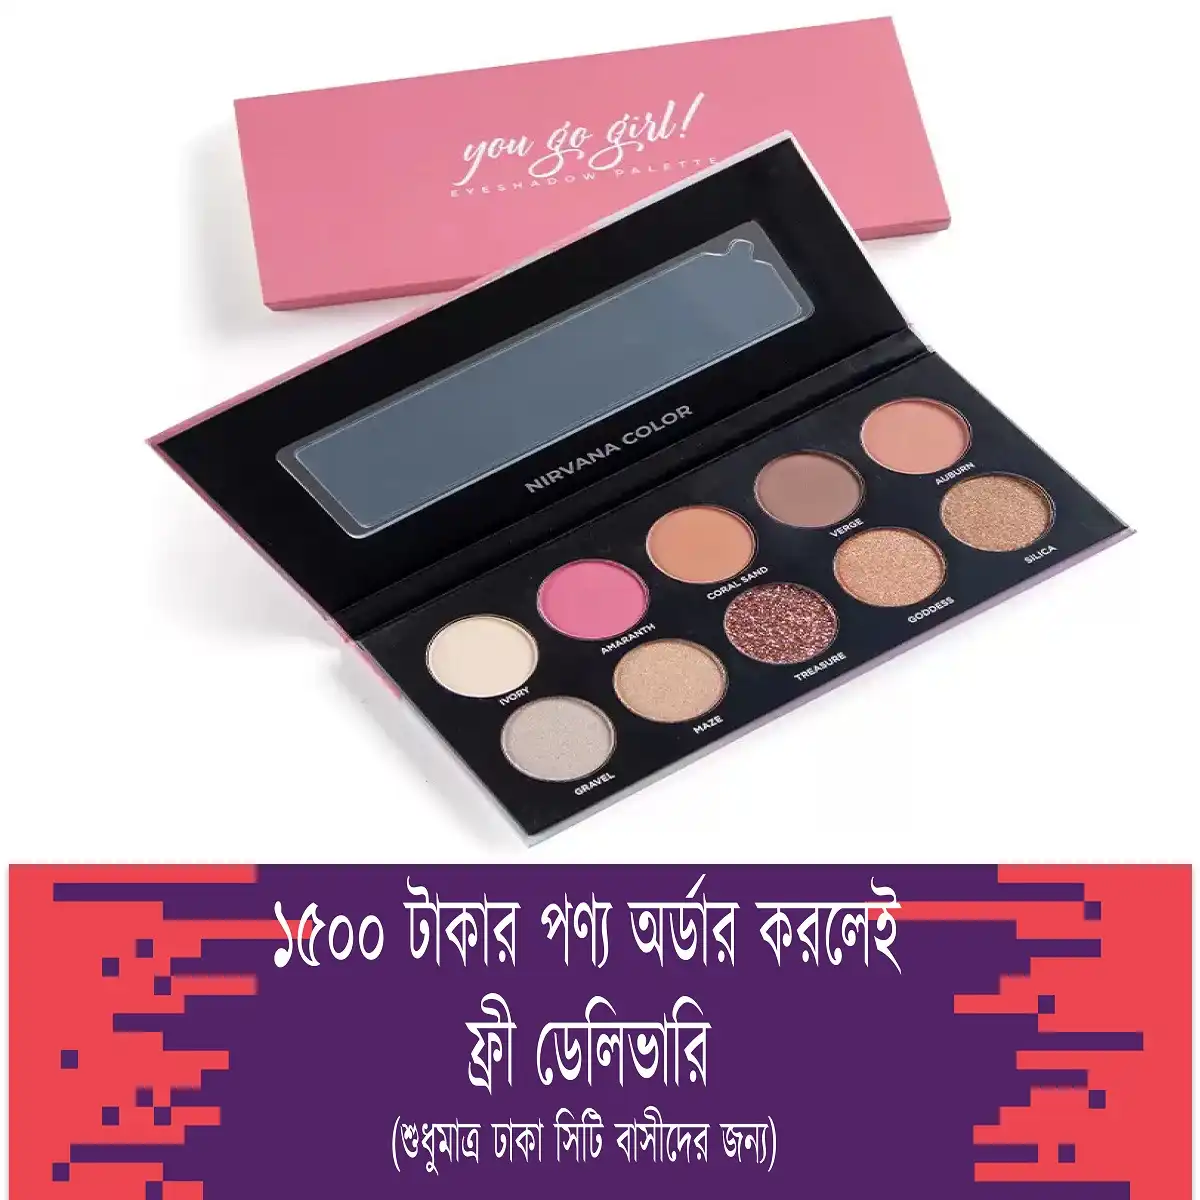 you go girl!
EYESHADOW PALETTE
NIRVANA COLOR
AUBURN
VERGE
SILICA
CORAL SAND
GODDESS
AMARANTH
TREASURE
IVORY
MAZE
GRAVEL
১৫০০ টাকার পণ্য অর্ডার করলেই
ফ্রী ডেলিভারি
(শুধুমাত্র ঢাকা সিটি বাসীদের জন্য)